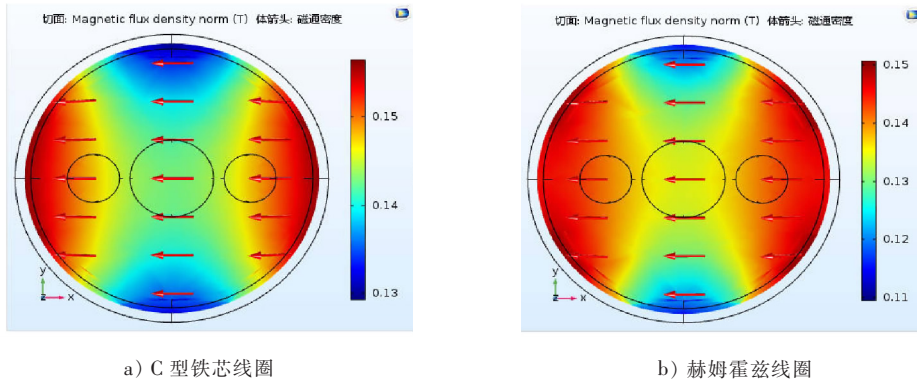 切面: Magnetic flux density norm (T) 体箭头: 磁通密度
0.15
0.14
0.13
y
z x
a) C 型铁芯线圈
切面: Magnetic flux density norm (T) 体箭头: 磁通密度
0.15
0.14
0.13
0.12
0.11
y
z x
b) 赫姆霍兹线圈